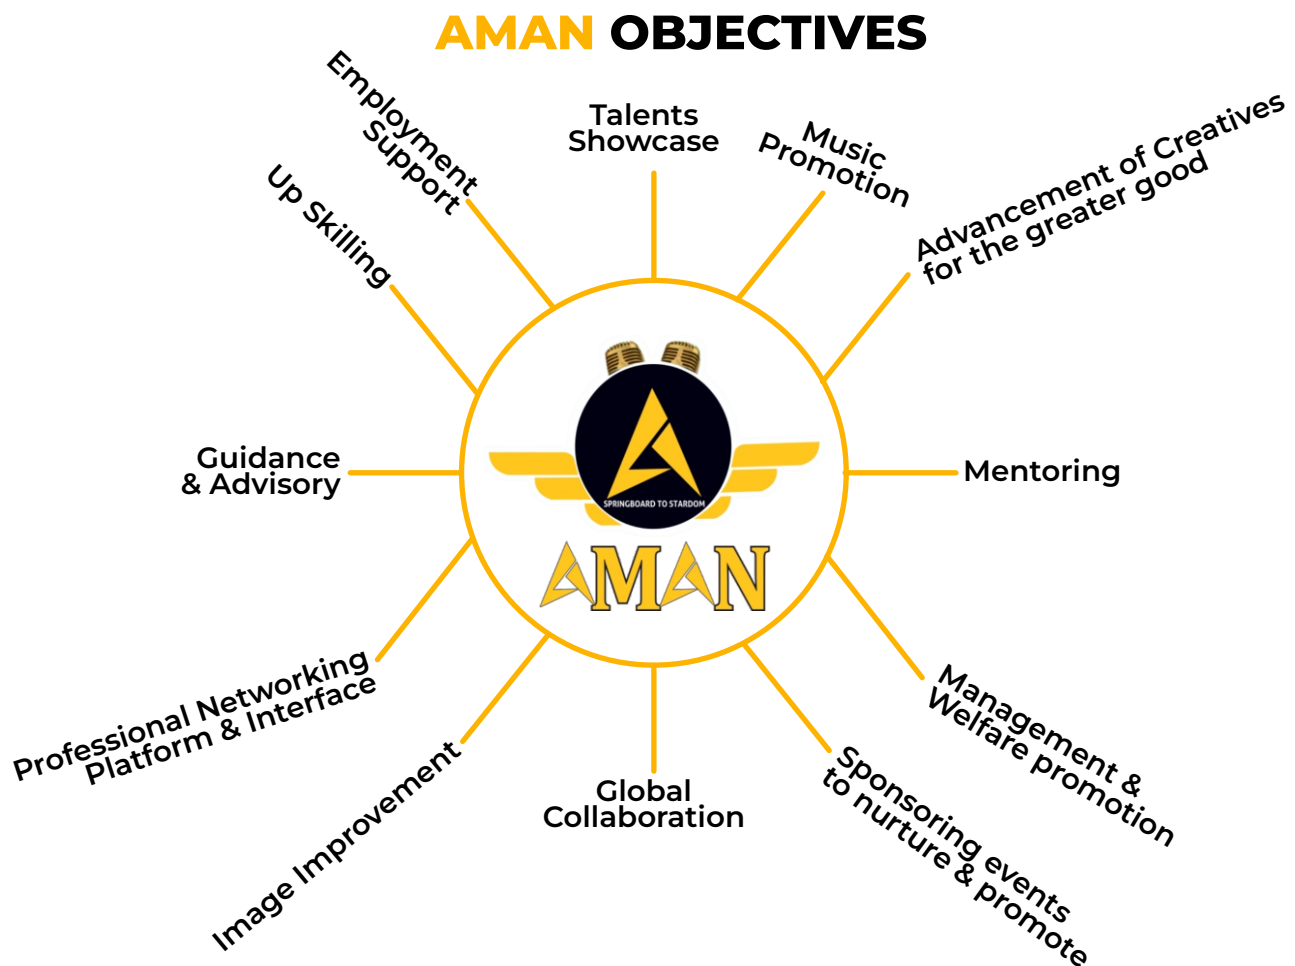 AMAN OBJECTIVES
Talents
Showcase
Music
Promotion
Advancement of Creatives
for the greater good
Mentoring
Management &
Welfare promotion
Sponsoring events
to nurture & promote
Global
Collaboration
Image Improvement
Professional Networking
Platform & Interface
Guidance
& Advisory
Up Skilling
Employment
Support
SPRINGBOARD TO STARDOM
AMAN